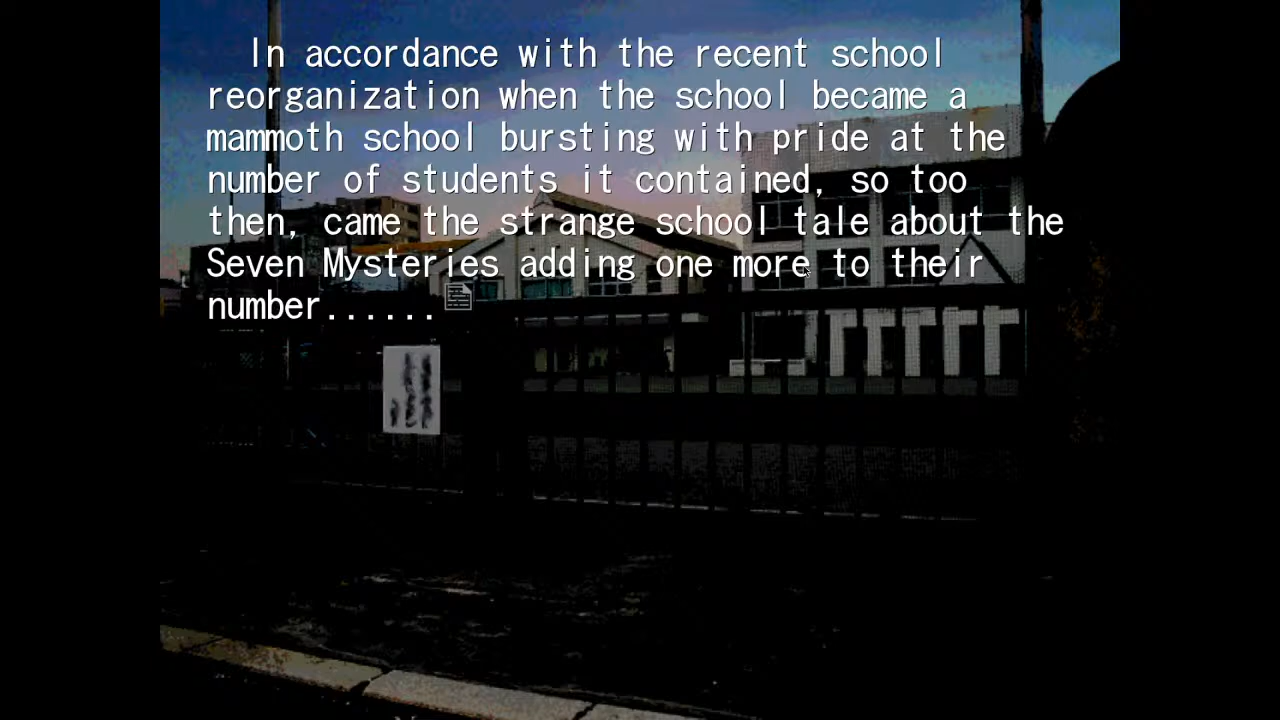 In accordance with the recent school
reorganization when the school became a
mammoth school bursting with pride at the
number of students it contained, so too
then, came the strange school tale about the
Seven Mysteries adding one more to their
number......